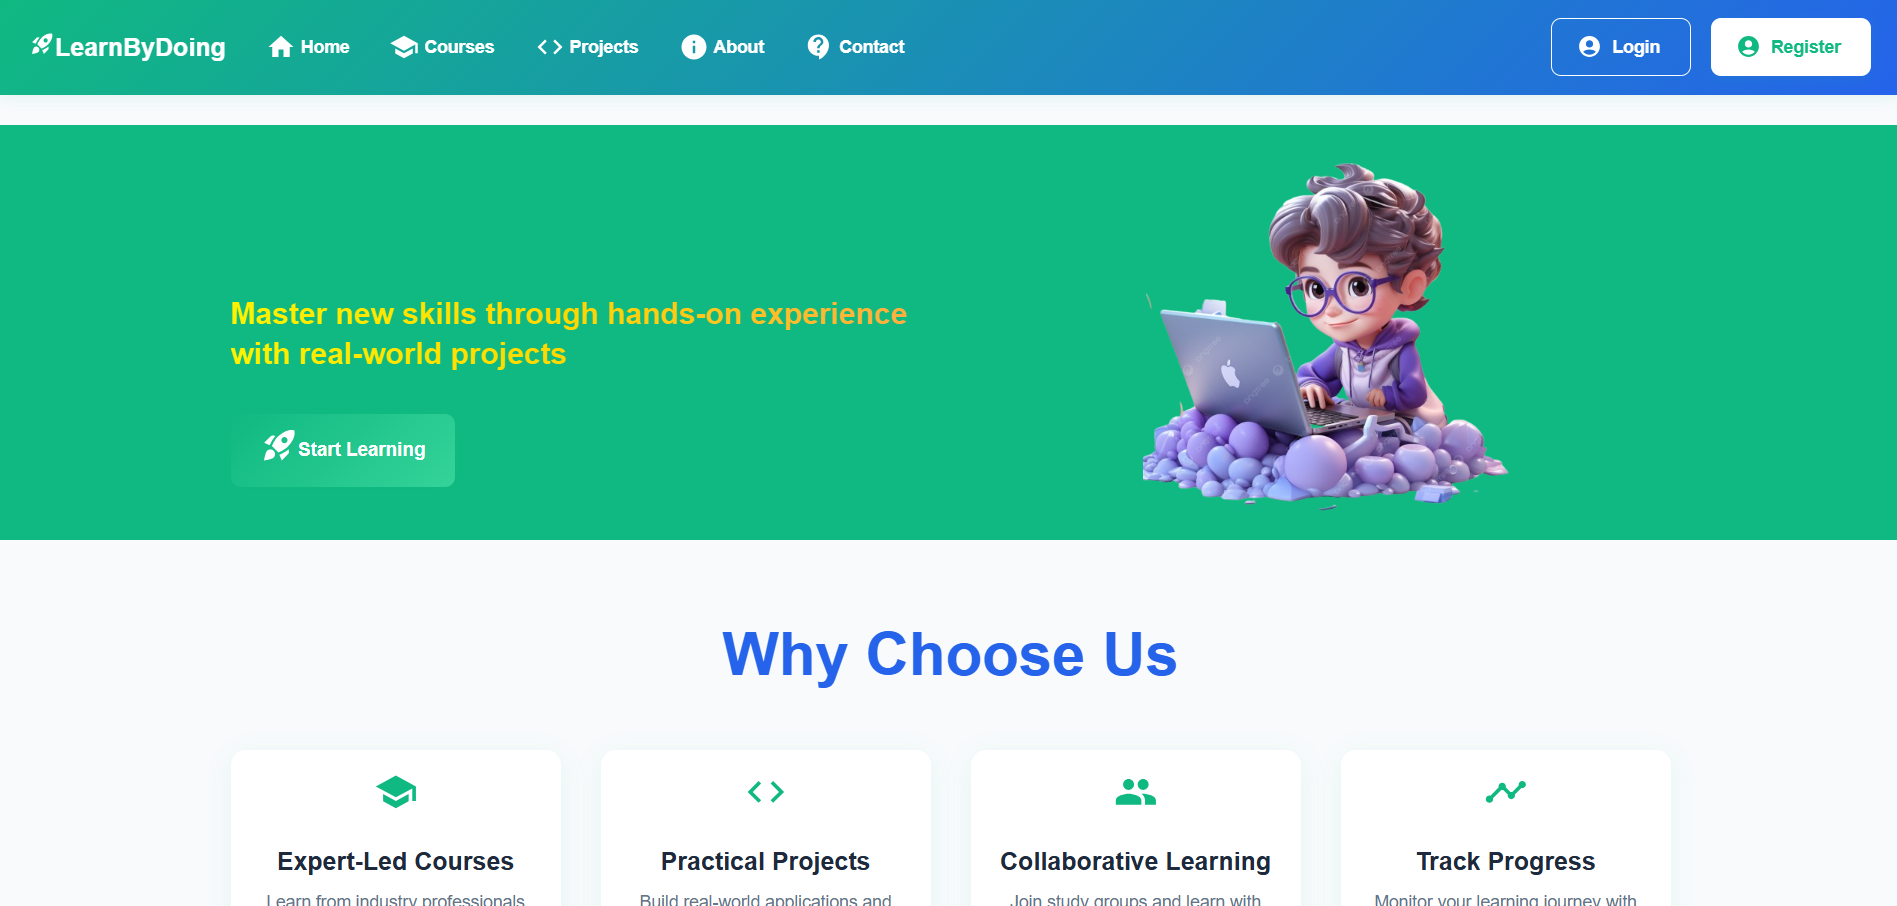 LearnByDoing
Home
Courses
Projects
About
Contact
Login
Register
Master new skills through hands-on experience
with real-world projects
Start Learning
Why Choose Us
Expert-Led Courses
Practical Projects
Collaborative Learning
Track Progress
Learn from industry professionals
Build real-world applications and
Join study groups and learn with
Monitor your learning journey with